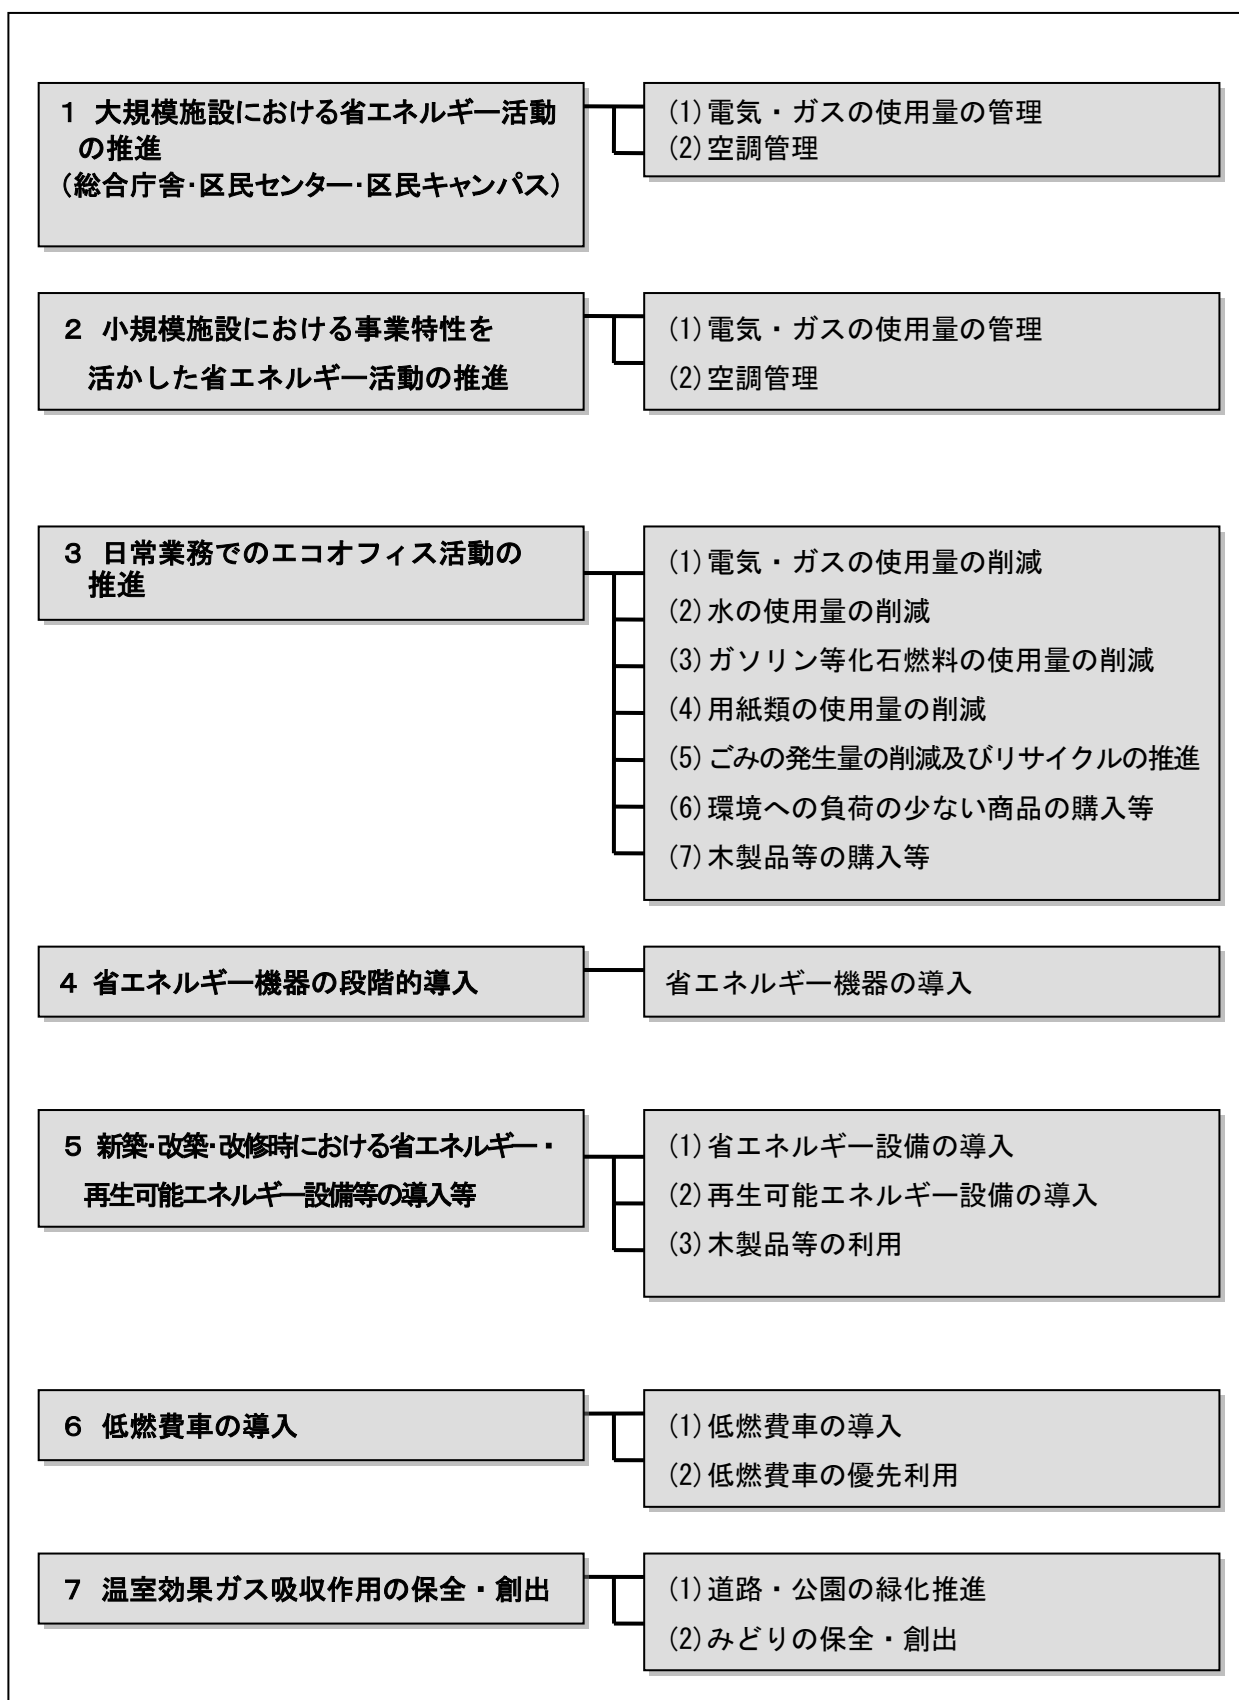 1 大規模施設における省エネルギー活動
の推進
（総合庁舎・区民センター・区民キャンパス）
(1)電気・ガスの使用量の管理
(2)空調管理
2 小規模施設における事業特性を
活かした省エネルギー活動の推進
(1)電気・ガスの使用量の管理
(2)空調管理
3 日常業務でのエコオフィス活動の
推進
(1)電気・ガスの使用量の削減
(2)水の使用量の削減
(3)ガソリン等化石燃料の使用量の削減
(4)用紙類の使用量の削減
(5)ごみの発生量の削減及びリサイクルの推進
(6)環境への負荷の少ない商品の購入等
(7)木製品等の購入等
4 省エネルギー機器の段階的導入
省エネルギー機器の導入
5 新築・改築・改修時における省エネルギー・
再生可能エネルギー設備等の導入等
(1)省エネルギー設備の導入
(2)再生可能エネルギー設備の導入
(3)木製品等の利用
6 低燃費車の導入
(1)低燃費車の導入
(2)低燃費車の優先利用
7 温室効果ガス吸収作用の保全・創出
(1)道路・公園の緑化推進
(2)みどりの保全・創出